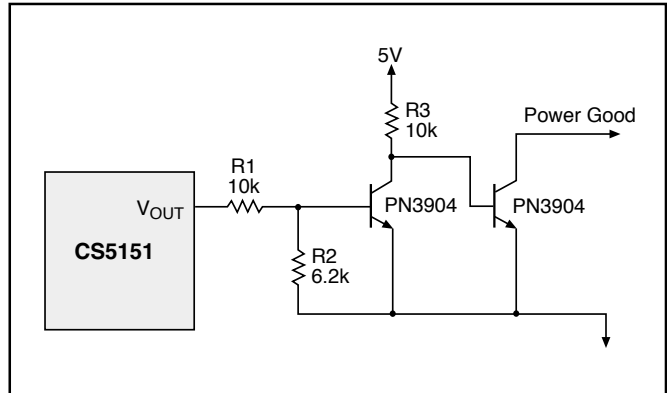 5V
R3
10k
Power Good
R1
10k
PN3904
PN3904
VOUT
CS5151
R2
6.2k